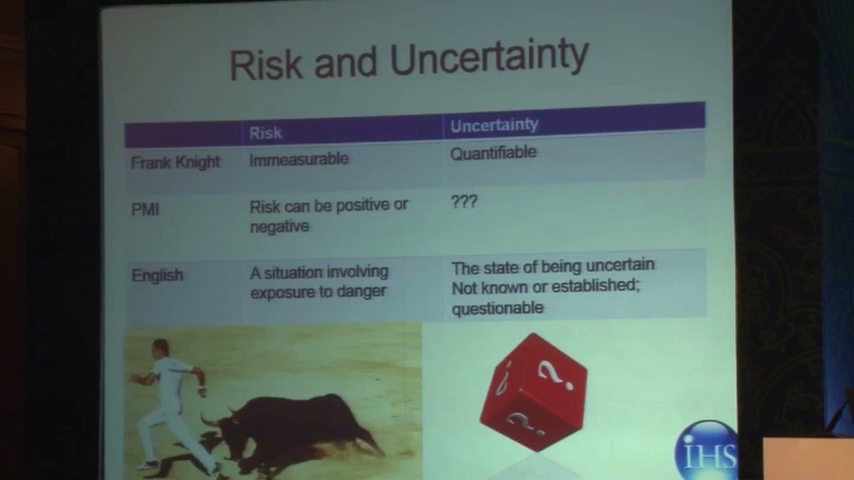 Risk and Uncertainty
Risk Uncertainty
Frank Knight Immeasurable Quantifiable
PMI Risk can be positive or ???
negative
English A situation involving The state of being uncertain
exposure to danger Not known or established;
questionable
? ? ?
IHS